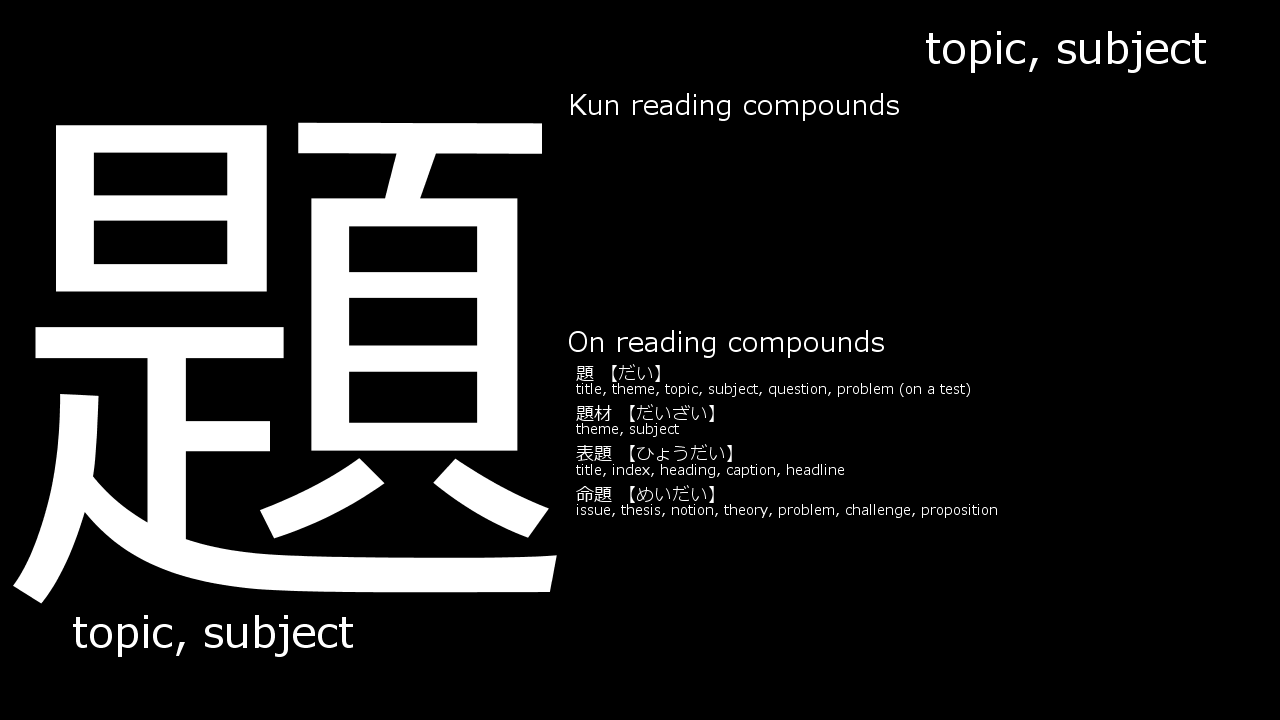 topic, subject
Kun reading compounds
題
On reading compounds
題 【だい】
title, theme, topic, subject, question, problem (on a test)
題材 【だいざい】
theme, subject
表題 【ひょうだい】
title, index, heading, caption, headline
命題 【めいだい】
issue, thesis, notion, theory, problem, challenge, proposition
topic, subject